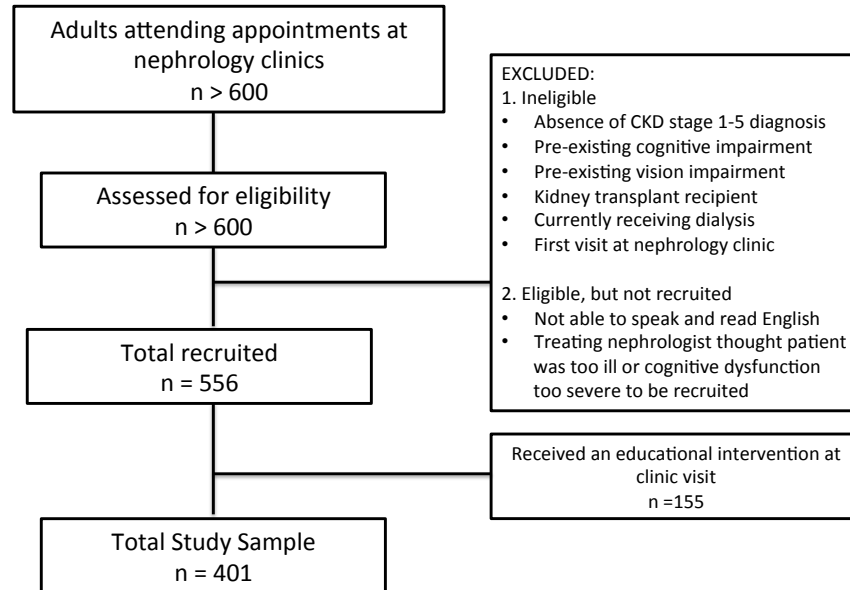 Adults attending appointments at
nephrology clinics
n > 600
EXCLUDED:
1. Ineligible
• Absence of CKD stage 1-5 diagnosis
• Pre-existing cognitive impairment
• Pre-existing vision impairment
• Kidney transplant recipient
• Currently receiving dialysis
• First visit at nephrology clinic
2. Eligible, but not recruited
• Not able to speak and read English
• Treating nephrologist thought patient
was too ill or cognitive dysfunction
too severe to be recruited
Assessed for eligibility
n > 600
Total recruited
n = 556
Received an educational intervention at
clinic visit
n =155
Total Study Sample
n = 401